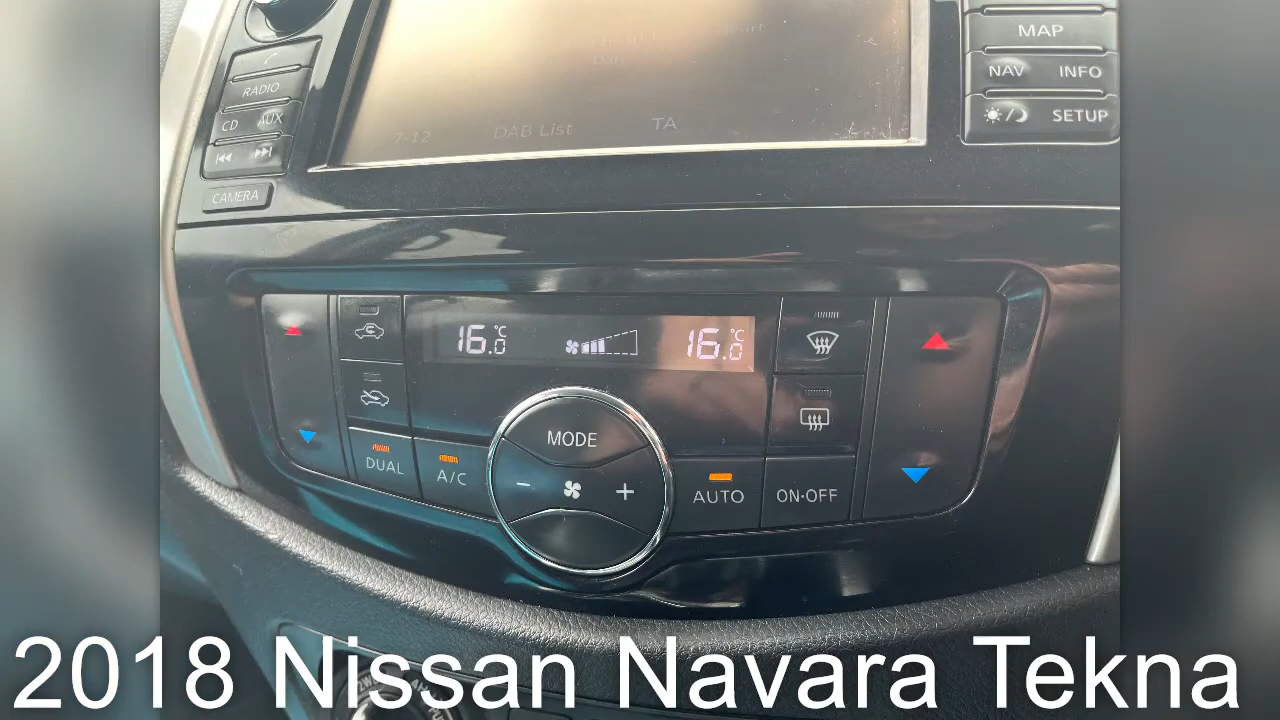 MAP
RADIO
NAV INFO
CD AUX
SETUP
7:12 DAB List TA
CAMERA
16.0 °C 16.0 °C
MODE
DUAL A/C
- + AUTO ON·OFF
2018 Nissan Navara Tekna